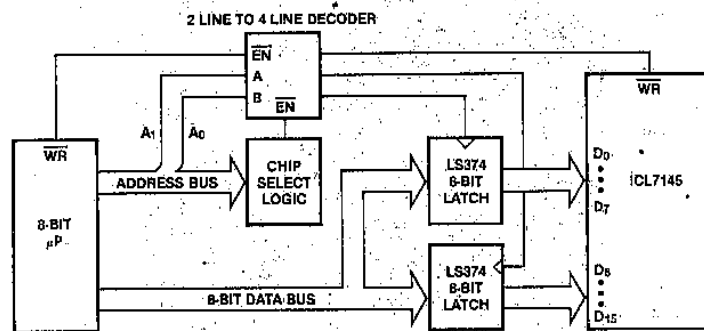 2 LINE TO 4 LINE DECODER
EN
A
B
EN
A1
A0
WR
WR
8-BIT
μP
ADDRESS BUS
CHIP
SELECT
LOGIC
LS374
8-BIT
LATCH
D0
D7
ICL7145
LS374
8-BIT
LATCH
D8
D15
8-BIT DATA BUS